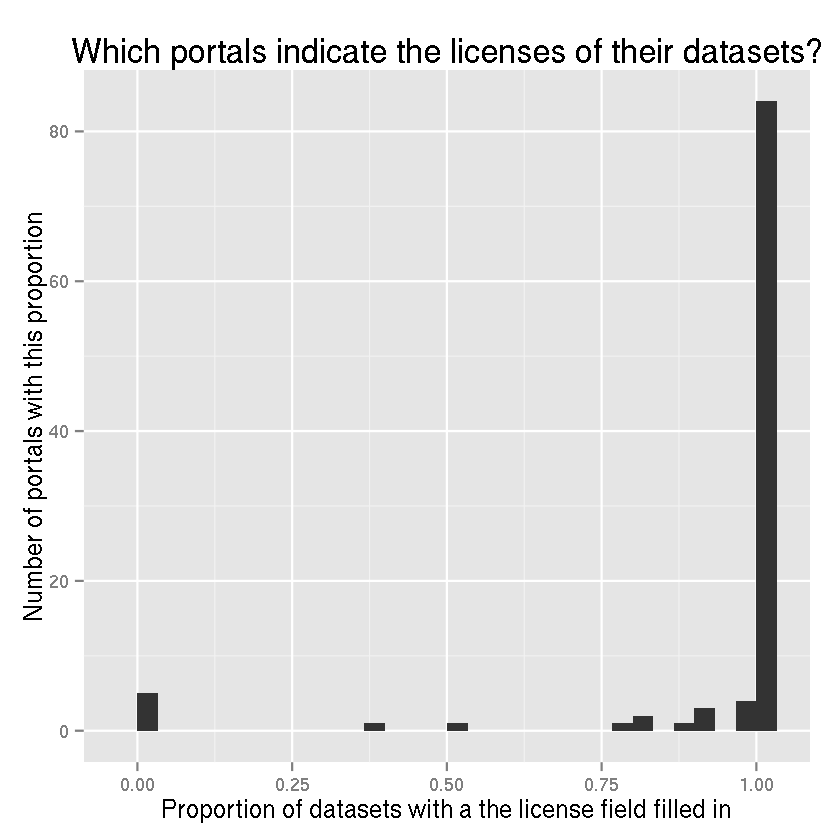 Which portals indicate the licenses of their datasets?
Number of portals with this proportion
80
60
40
20
0
0.00 0.25 0.50 0.75 1.00
Proportion of datasets with a the license field filled in